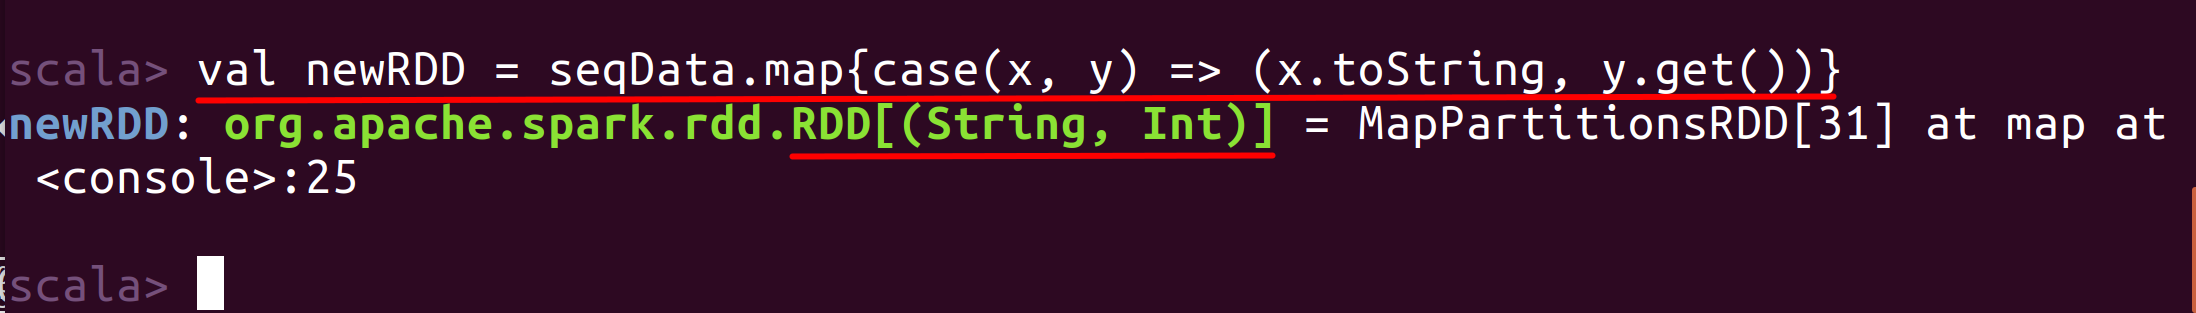 scala> val newRDD = seqData.map{case(x, y) => (x.toString, y.get())}
newRDD: org.apache.spark.rdd.RDD[(String, Int)] = MapPartitionsRDD[31] at map at
<console>:25
scala>